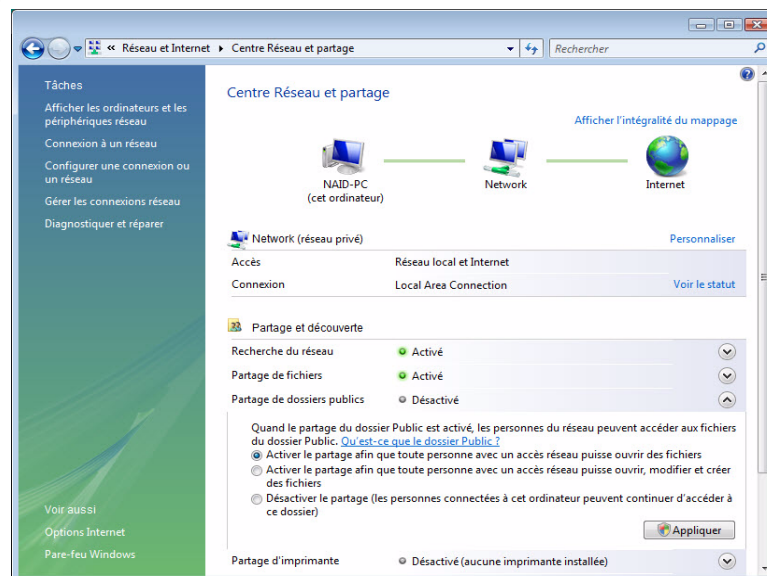 « Réseau et Internet ▸ Centre Réseau et partage
Rechercher
Tâches
Afficher les ordinateurs et les
périphériques réseau
Connexion à un réseau
Configurer une connexion ou
un réseau
Gérer les connexions réseau
Diagnostiquer et réparer
Voir aussi
Options Internet
Pare-feu Windows
Centre Réseau et partage
Afficher l'intégralité du mappage
NAID-PC
(cet ordinateur)
Network
Internet
Network (réseau privé)
Personnaliser
Accès Réseau local et Internet
Connexion Local Area Connection Voir le statut
Partage et découverte
Recherche du réseau Activé
Partage de fichiers Activé
Partage de dossiers publics Désactivé
Quand le partage du dossier Public est activé, les personnes du réseau peuvent accéder aux fichiers
du dossier Public. Qu'est-ce que le dossier Public ?
Activer le partage afin que toute personne avec un accès réseau puisse ouvrir des fichiers
Activer le partage afin que toute personne avec un accès réseau puisse ouvrir, modifier et créer
des fichiers
Désactiver le partage (les personnes connectées à cet ordinateur peuvent continuer d'accéder à
ce dossier)
Appliquer
Partage d'imprimante Désactivé (aucune imprimante installée)